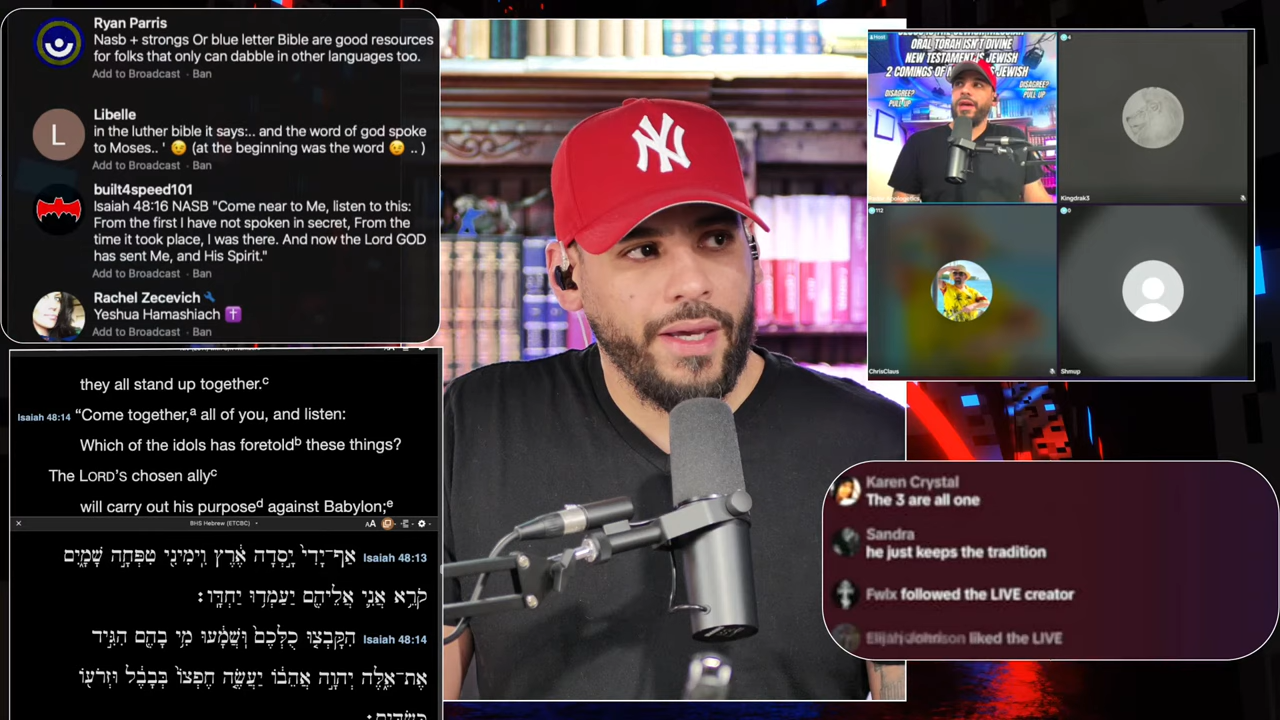 Ryan Parris
Nasb + strongs Or blue letter Bible are good resources
for folks that only can dabble in other languages too.
Add to Broadcast · Ban
L
Libelle
in the luther bible it says:.. and the word of god spoke
to Moses.. ' 😉 (at the beginning was the word 😉 .. )
Add to Broadcast · Ban
built4speed101
Isaiah 48:16 NASB "Come near to Me, listen to this:
From the first I have not spoken in secret, From the
time it took place, I was there. And now the Lord GOD
has sent Me, and His Spirit."
Add to Broadcast · Ban
Rachel Zecevich
Yeshua Hamashiach ✝️
Add to Broadcast · Ban
they all stand up together.c
Isaiah 48:14 “Come together,a all of you, and listen:
Which of the idols has foretoldb these things?
The LORD’S chosen allyc
will carry out his purposed against Babylon;e
BHS Hebrew (ETCBC)
AA
Isaiah 48:13 אַף־יָדִי֙ יָ֣סְדָה אֶ֔רֶץ וִֽימִינִ֖י טִפְּחָ֣ה שָׁמָ֑יִם
קֹרֵ֥א אֲנִ֛י אֲלֵיהֶ֖ם יַעַמְד֥וּ יַחְדָּֽו׃
Isaiah 48:14 הִקָּבְצ֤וּ כֻלְּכֶם֙ וּֽשְׁמָ֔עוּ מִ֥י בָהֶ֖ם הִגִּ֣יד
אֶת־אֵ֑לֶּה יְהוָ֣ה אֲהֵב֔וֹ יַעֲשֶׂ֤ה חֶפְצוֹ֙ בְּבָבֶ֔ל וּזְרֹע֖וֹ
NY
Host
ORAL TORAH ISN'T DIVINE
NEW TESTAMENT IS JEWISH
2 COMINGS OF JEWISH
DISAGREE?
PULL UP
DISAGREE?
PULL UP
4
Kingdrak3
112
ChrisClaus
0
Shmup
Karen Crystal
The 3 are all one
Sandra
he just keeps the tradition
Fwlx followed the LIVE creator
Elijah Johnson liked the LIVE